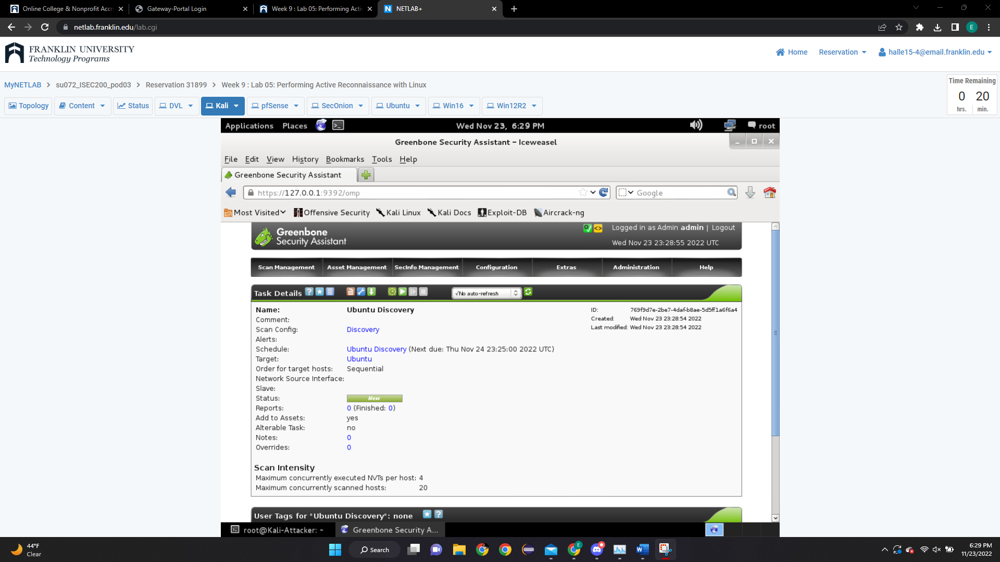 Online College & Nonprofit Accr
Gateway-Portal Login
Week 9 : Lab 05: Performing Acti
NETLAB+
netlab.franklin.edu/lab.cgi
E
FRANKLIN UNIVERSITY
Technology Programs
Home
Reservation
halle15-4@email.franklin.edu
MyNETLAB > su072_ISEC200_pod03 > Reservation 31899 > Week 9 : Lab 05: Performing Active Reconnaissance with Linux
Time Remaining
0 20
hrs. min.
Topology
Content
Status
DVL
Kali
pfSense
SecOnion
Ubuntu
Win16
Win12R2
Applications Places
Wed Nov 23, 6:29 PM
root
Greenbone Security Assistant - Iceweasel
File Edit View History Bookmarks Tools Help
Greenbone Security Assistant
https://127.0.0.1:9392/omp
Google
Most Visited
Offensive Security
Kali Linux
Kali Docs
Exploit-DB
Aircrack-ng
Greenbone
Security Assistant
Logged in as Admin admin | Logout
Wed Nov 23 23:28:55 2022 UTC
Scan Management
Asset Management
SecInfo Management
Configuration
Extras
Administration
Help
Task Details
√No auto-refresh
Name: Ubuntu Discovery
Comment:
Scan Config: Discovery
Alerts:
Schedule: Ubuntu Discovery (Next due: Thu Nov 24 23:25:00 2022 UTC)
Target: Ubuntu
Order for target hosts: Sequential
Network Source Interface:
Slave:
Status: New
Reports: 0 (Finished: 0)
Add to Assets: yes
Alterable Task: no
Notes: 0
Overrides: 0
ID: 769f9d7e-2be7-4daf-b8ae-5d5ff1a6f6a4
Created: Wed Nov 23 23:28:54 2022
Last modified: Wed Nov 23 23:28:54 2022
Scan Intensity
Maximum concurrently executed NVTs per host: 4
Maximum concurrently scanned hosts: 20
User Tags for "Ubuntu Discovery": none
root@Kali-Attacker: ~
Greenbone Security A...
44°F
Clear
Search
E
6:29 PM
11/23/2022